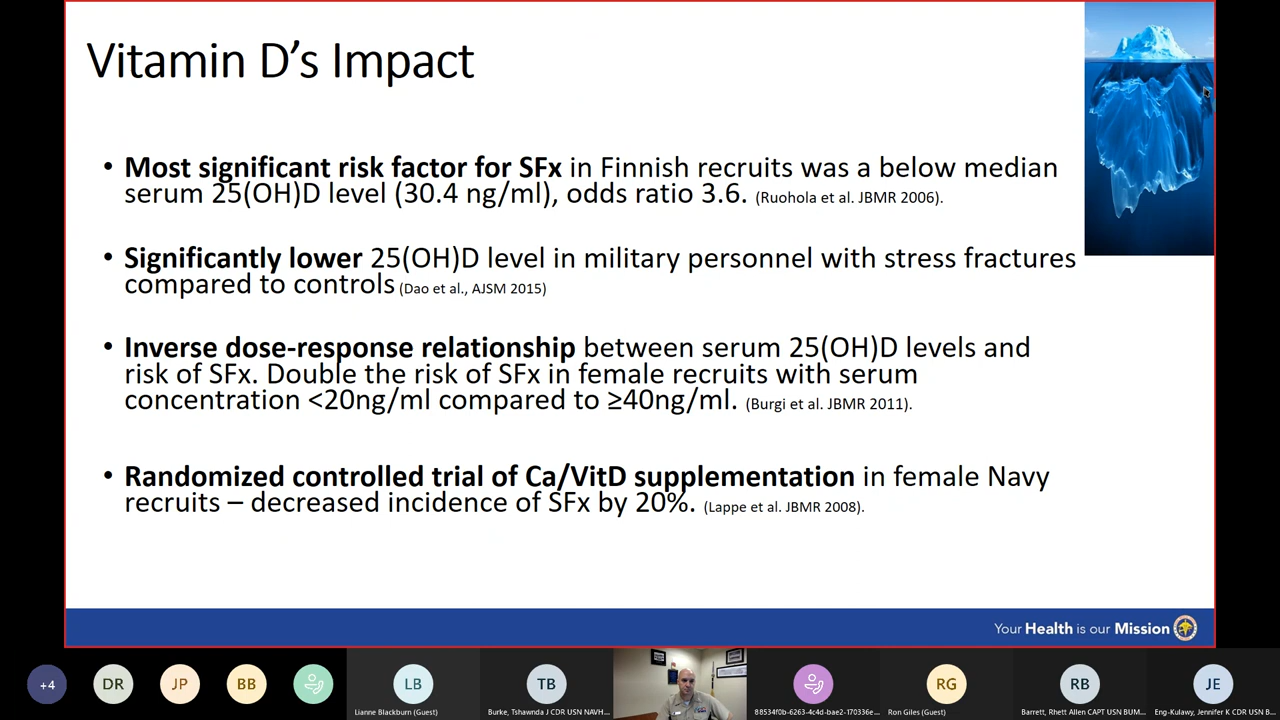 Vitamin D’s Impact
• Most significant risk factor for SFx in Finnish recruits was a below median
serum 25(OH)D level (30.4 ng/ml), odds ratio 3.6. (Ruohola et al. JBMR 2006).
• Significantly lower 25(OH)D level in military personnel with stress fractures
compared to controls (Dao et al., AJSM 2015)
• Inverse dose-response relationship between serum 25(OH)D levels and
risk of SFx. Double the risk of SFx in female recruits with serum
concentration <20ng/ml compared to ≥40ng/ml. (Burgi et al. JBMR 2011).
• Randomized controlled trial of Ca/VitD supplementation in female Navy
recruits – decreased incidence of SFx by 20%. (Lappe et al. JBMR 2008).
Your Health is our Mission
+4
DR
JP
BB
LB
TB
RG
RB
JE
Lianne Blackburn (Guest)
Burke, Tshawnda J CDR USN NAVH...
88534f0b-6263-4c4d-bae2-170336e...
Ron Giles (Guest)
Barrett, Rhett Allen CAPT USN BUM...
Eng-Kulawy, Jennifer K CDR USN B...